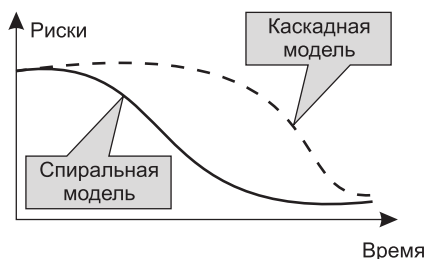 Риски
Каскадная
модель
Спиральная
модель
Время